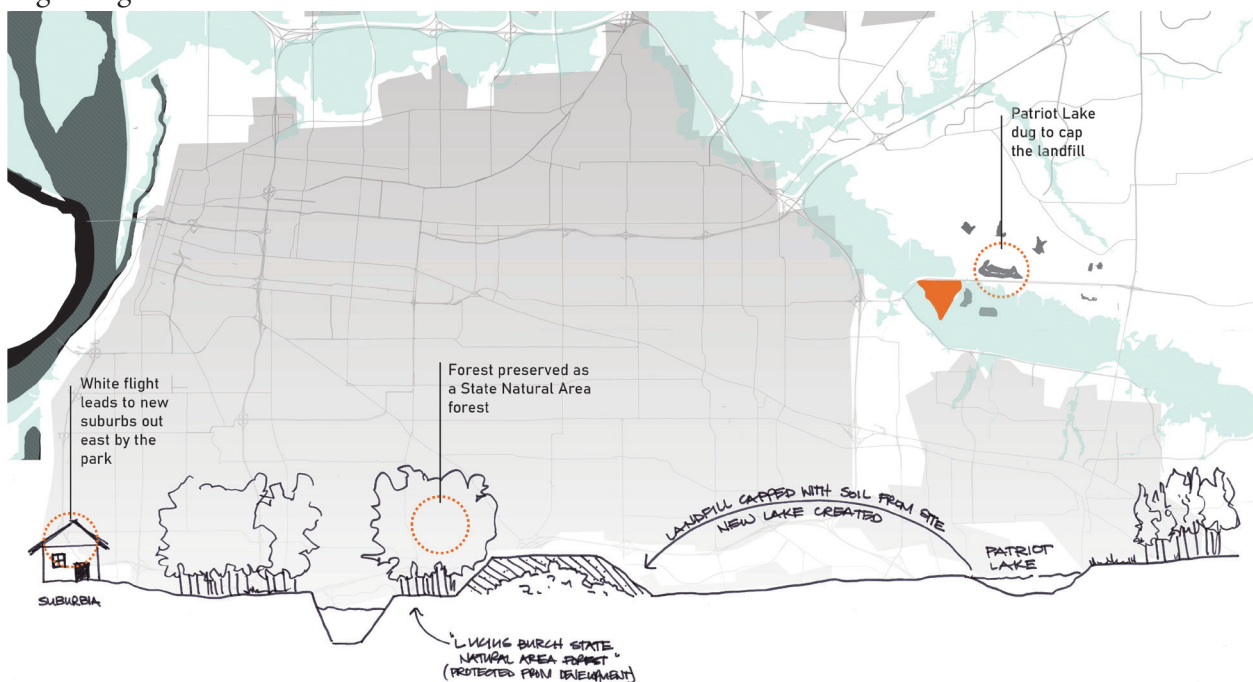 Patriot Lake
dug to cap
the landfill
White flight
leads to new
suburbs out
east by the
park
Forest preserved as
a State Natural Area
forest
LANDFILL CAPPED WITH SOIL FROM SITE
NEW LAKE CREATED
PATRIOT
LAKE
SUBURBIA
"LUCIUS BURCH STATE
NATURAL AREA FOREST"
(PROTECTED FROM DEVELOPMENT)